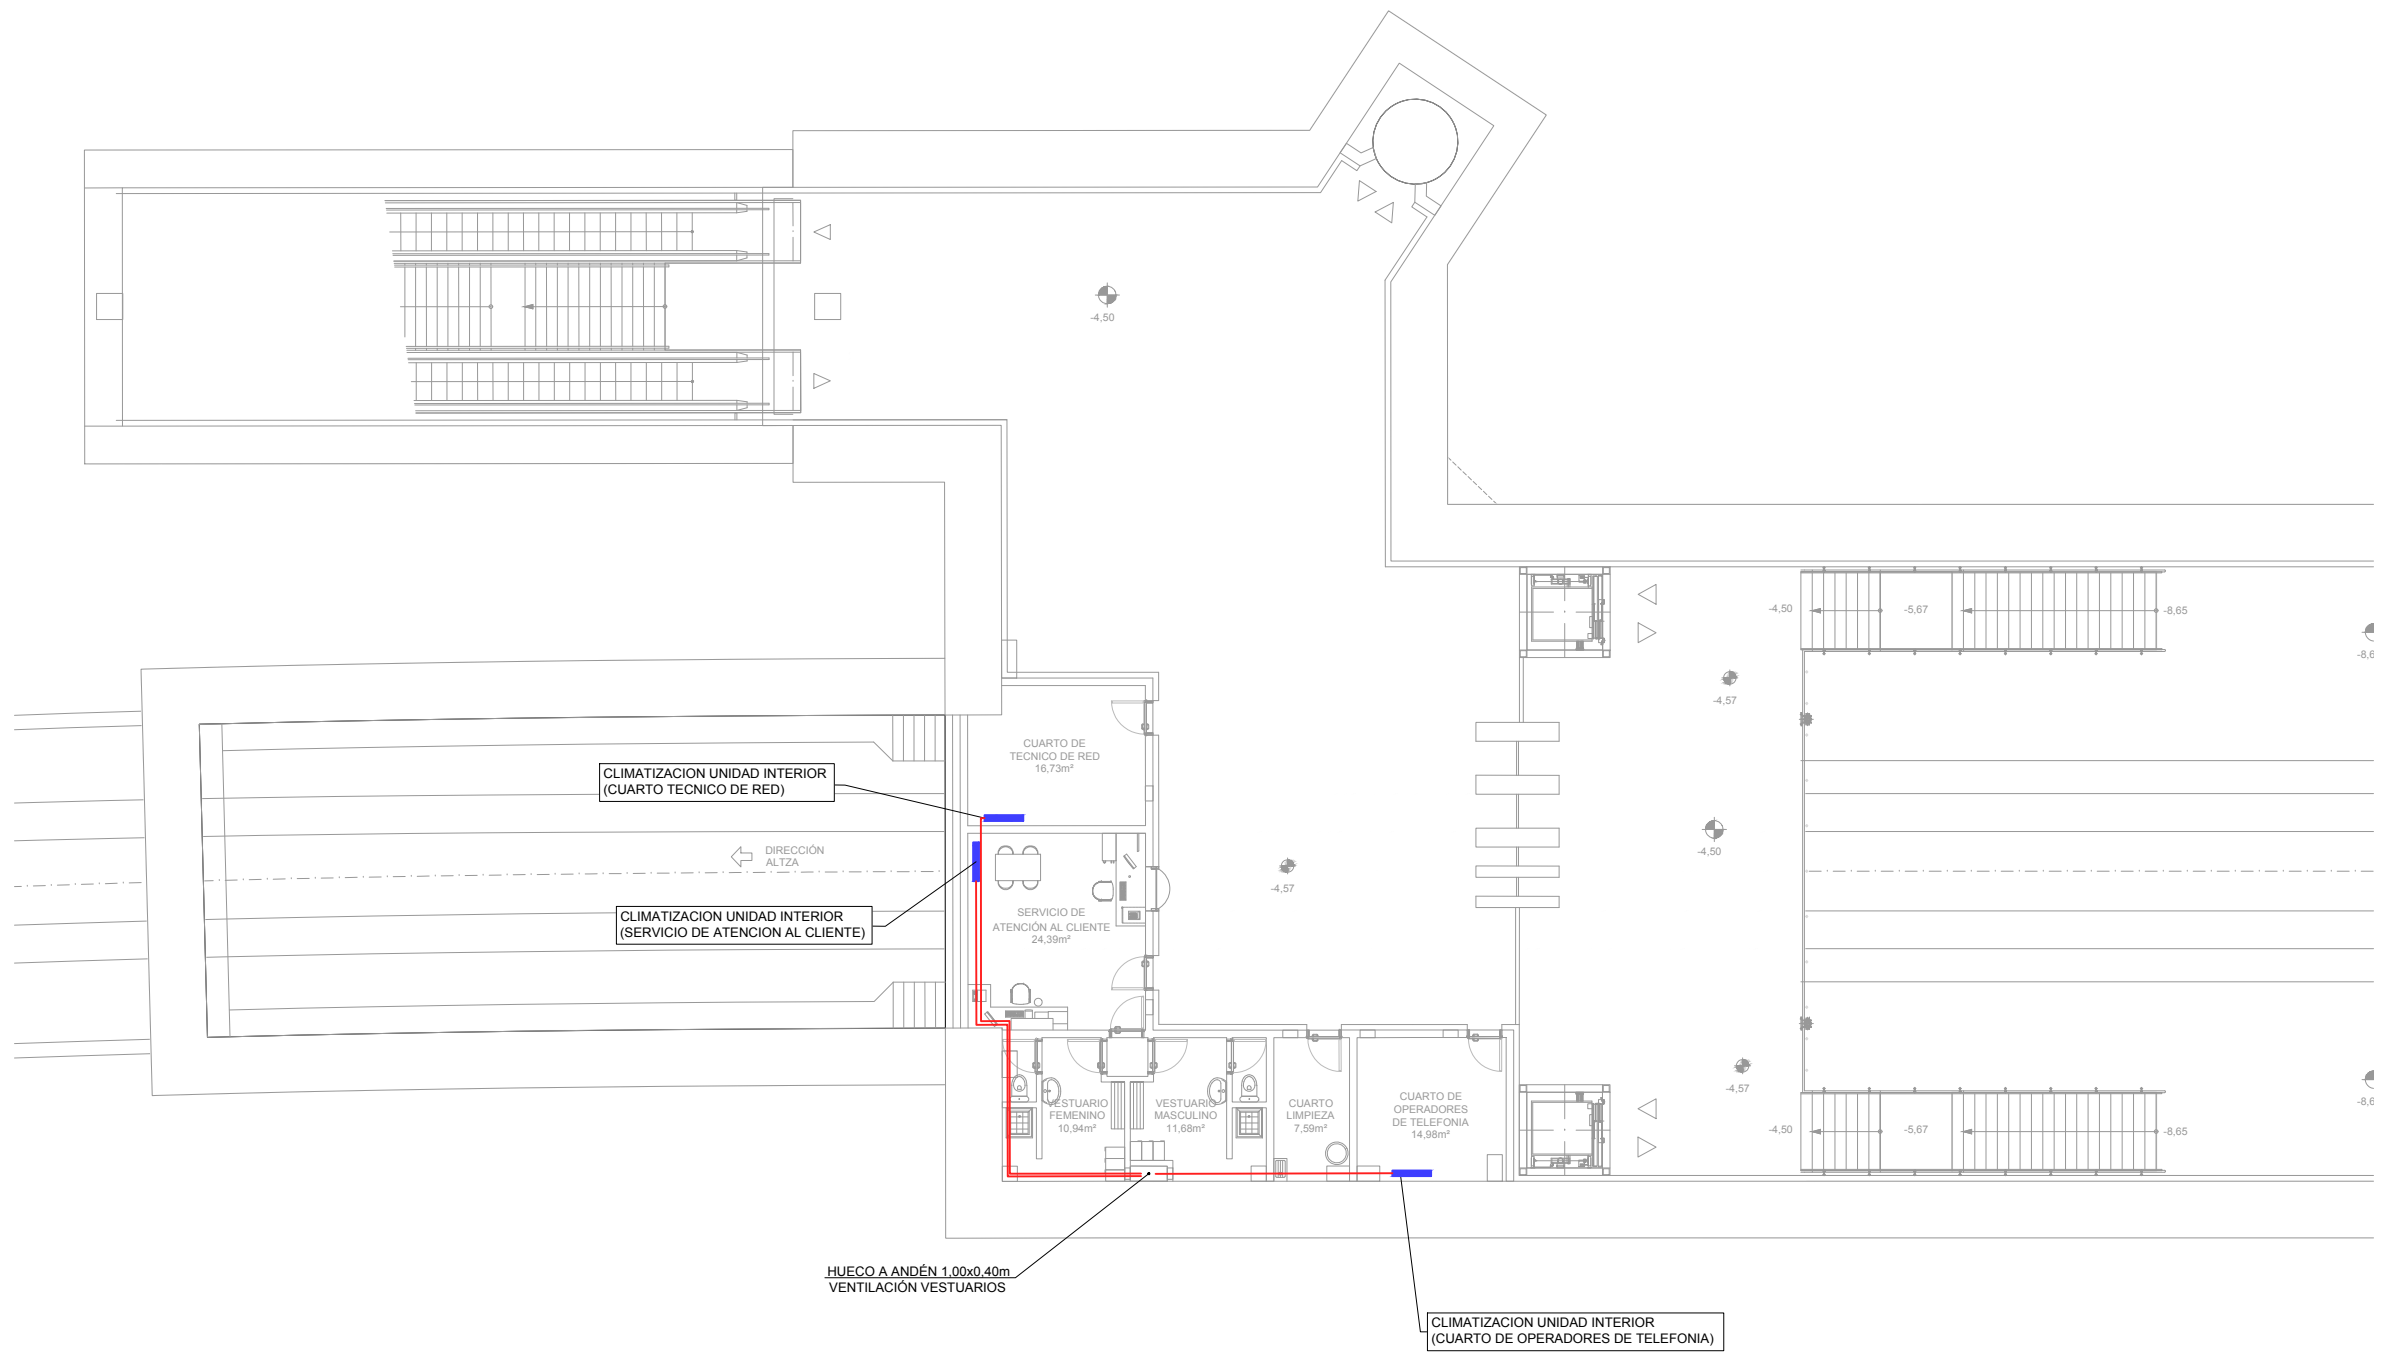 -4,50
-4,50
-5,67
-8,65
-8,6
-4,57
CUARTO DE
TECNICO DE RED
16,73m²
CLIMATIZACION UNIDAD INTERIOR
(CUARTO TECNICO DE RED)
DIRECCIÓN
ALTZA
-4,50
-4,57
CLIMATIZACION UNIDAD INTERIOR
(SERVICIO DE ATENCION AL CLIENTE)
SERVICIO DE
ATENCIÓN AL CLIENTE
24,39m²
-4,57
-8,6
VESTUARIO
FEMENINO
10,94m²
VESTUARIO
MASCULINO
11,68m²
CUARTO
LIMPIEZA
7,59m²
CUARTO DE
OPERADORES
DE TELEFONIA
14,98m²
-4,50
-5,67
-8,65
HUECO A ANDÉN 1,00x0,40m
VENTILACIÓN VESTUARIOS
CLIMATIZACION UNIDAD INTERIOR
(CUARTO DE OPERADORES DE TELEFONIA)